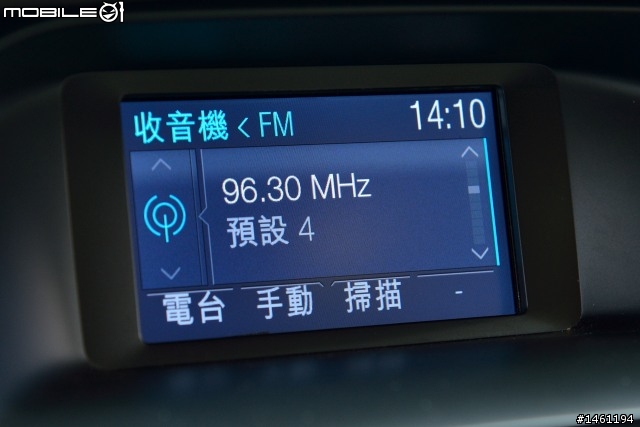 MOBILE01
收音機 < FM
14:10
96.30 MHz
預設 4
電台 手動 掃描 -
#1461194